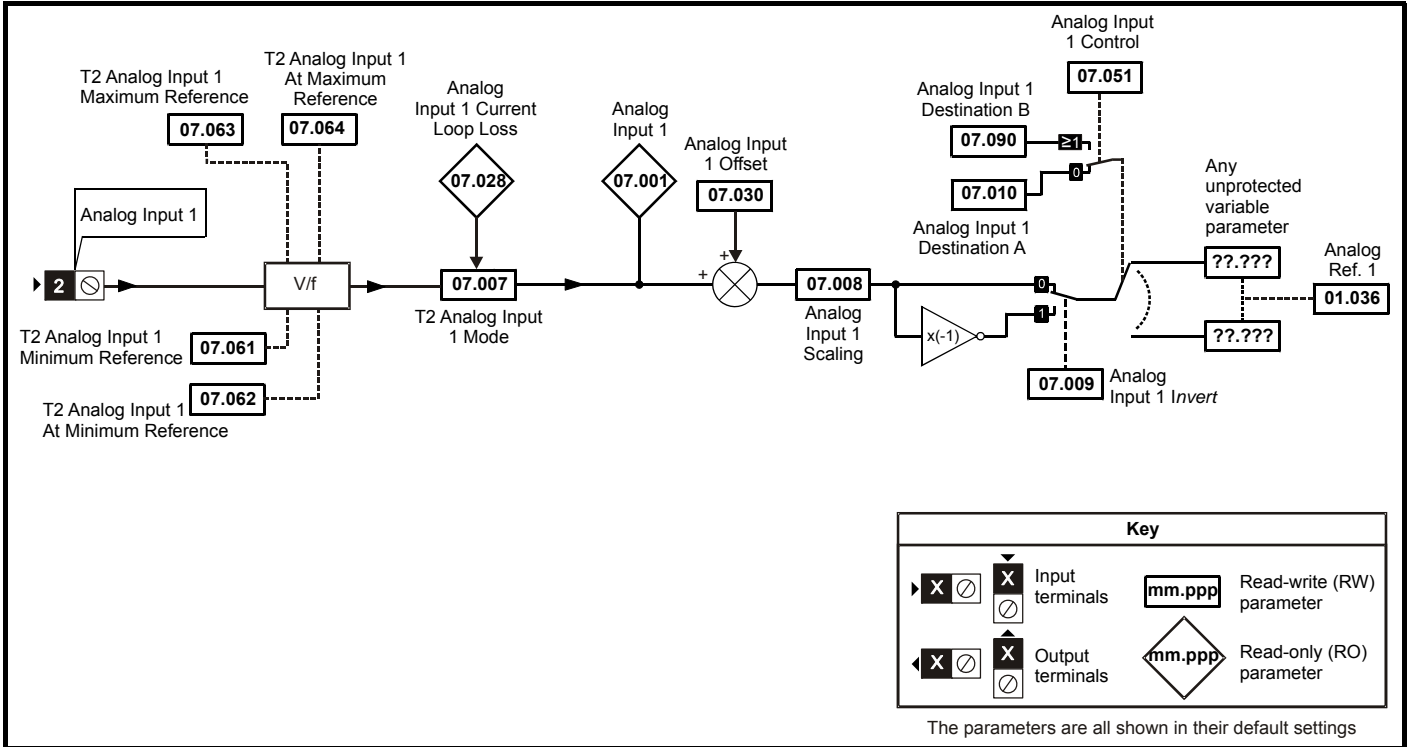 T2 Analog Input 1
Maximum Reference
07.063
T2 Analog Input 1
At Maximum
Reference
07.064
Analog
Input 1 Current
Loop Loss
07.028
Analog
Input 1
07.001
Analog Input
1 Offset
07.030
Analog Input
1 Control
07.051
Analog Input 1
Destination B
07.090
≥1
0
07.010
Analog Input 1
Destination A
Any
unprotected
variable
parameter
??.???
??.???
Analog
Ref. 1
01.036
Analog Input 1
2
V/f
07.007
T2 Analog Input
1 Mode
+
+
07.008
Analog
Input 1
Scaling
0
1
x(-1)
07.009
Analog
Input 1 Invert
T2 Analog Input 1
Minimum Reference
07.061
T2 Analog Input 1
At Minimum Reference
07.062
Key
X
X
Input
terminals
mm.ppp
Read-write (RW)
parameter
X
X
Output
terminals
mm.ppp
Read-only (RO)
parameter
The parameters are all shown in their default settings